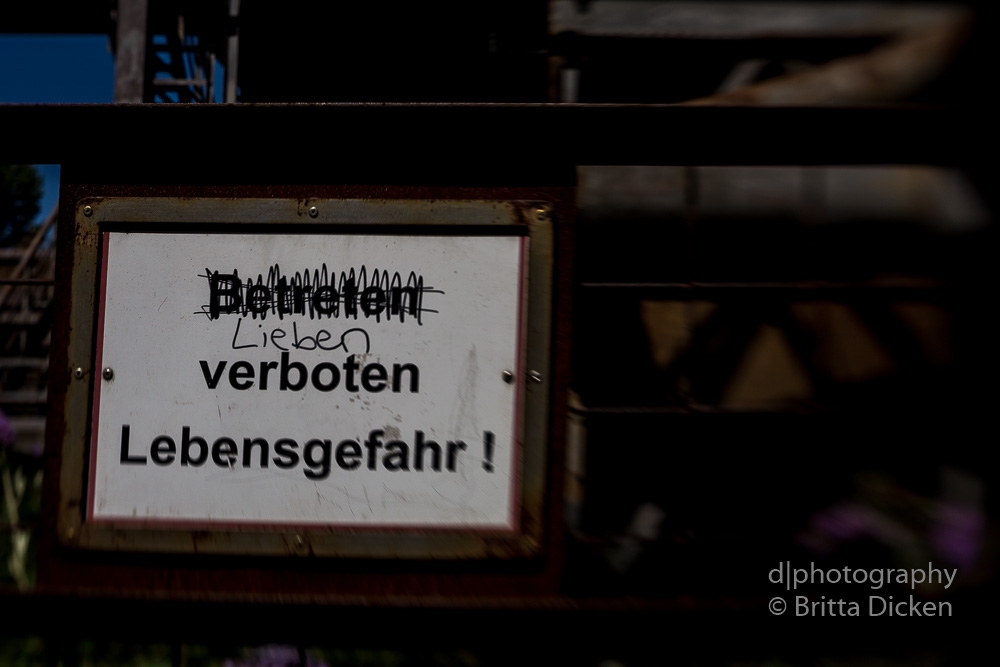 Betreten
Lieben
verboten
Lebensgefahr !
d|photography
© Britta Dicken